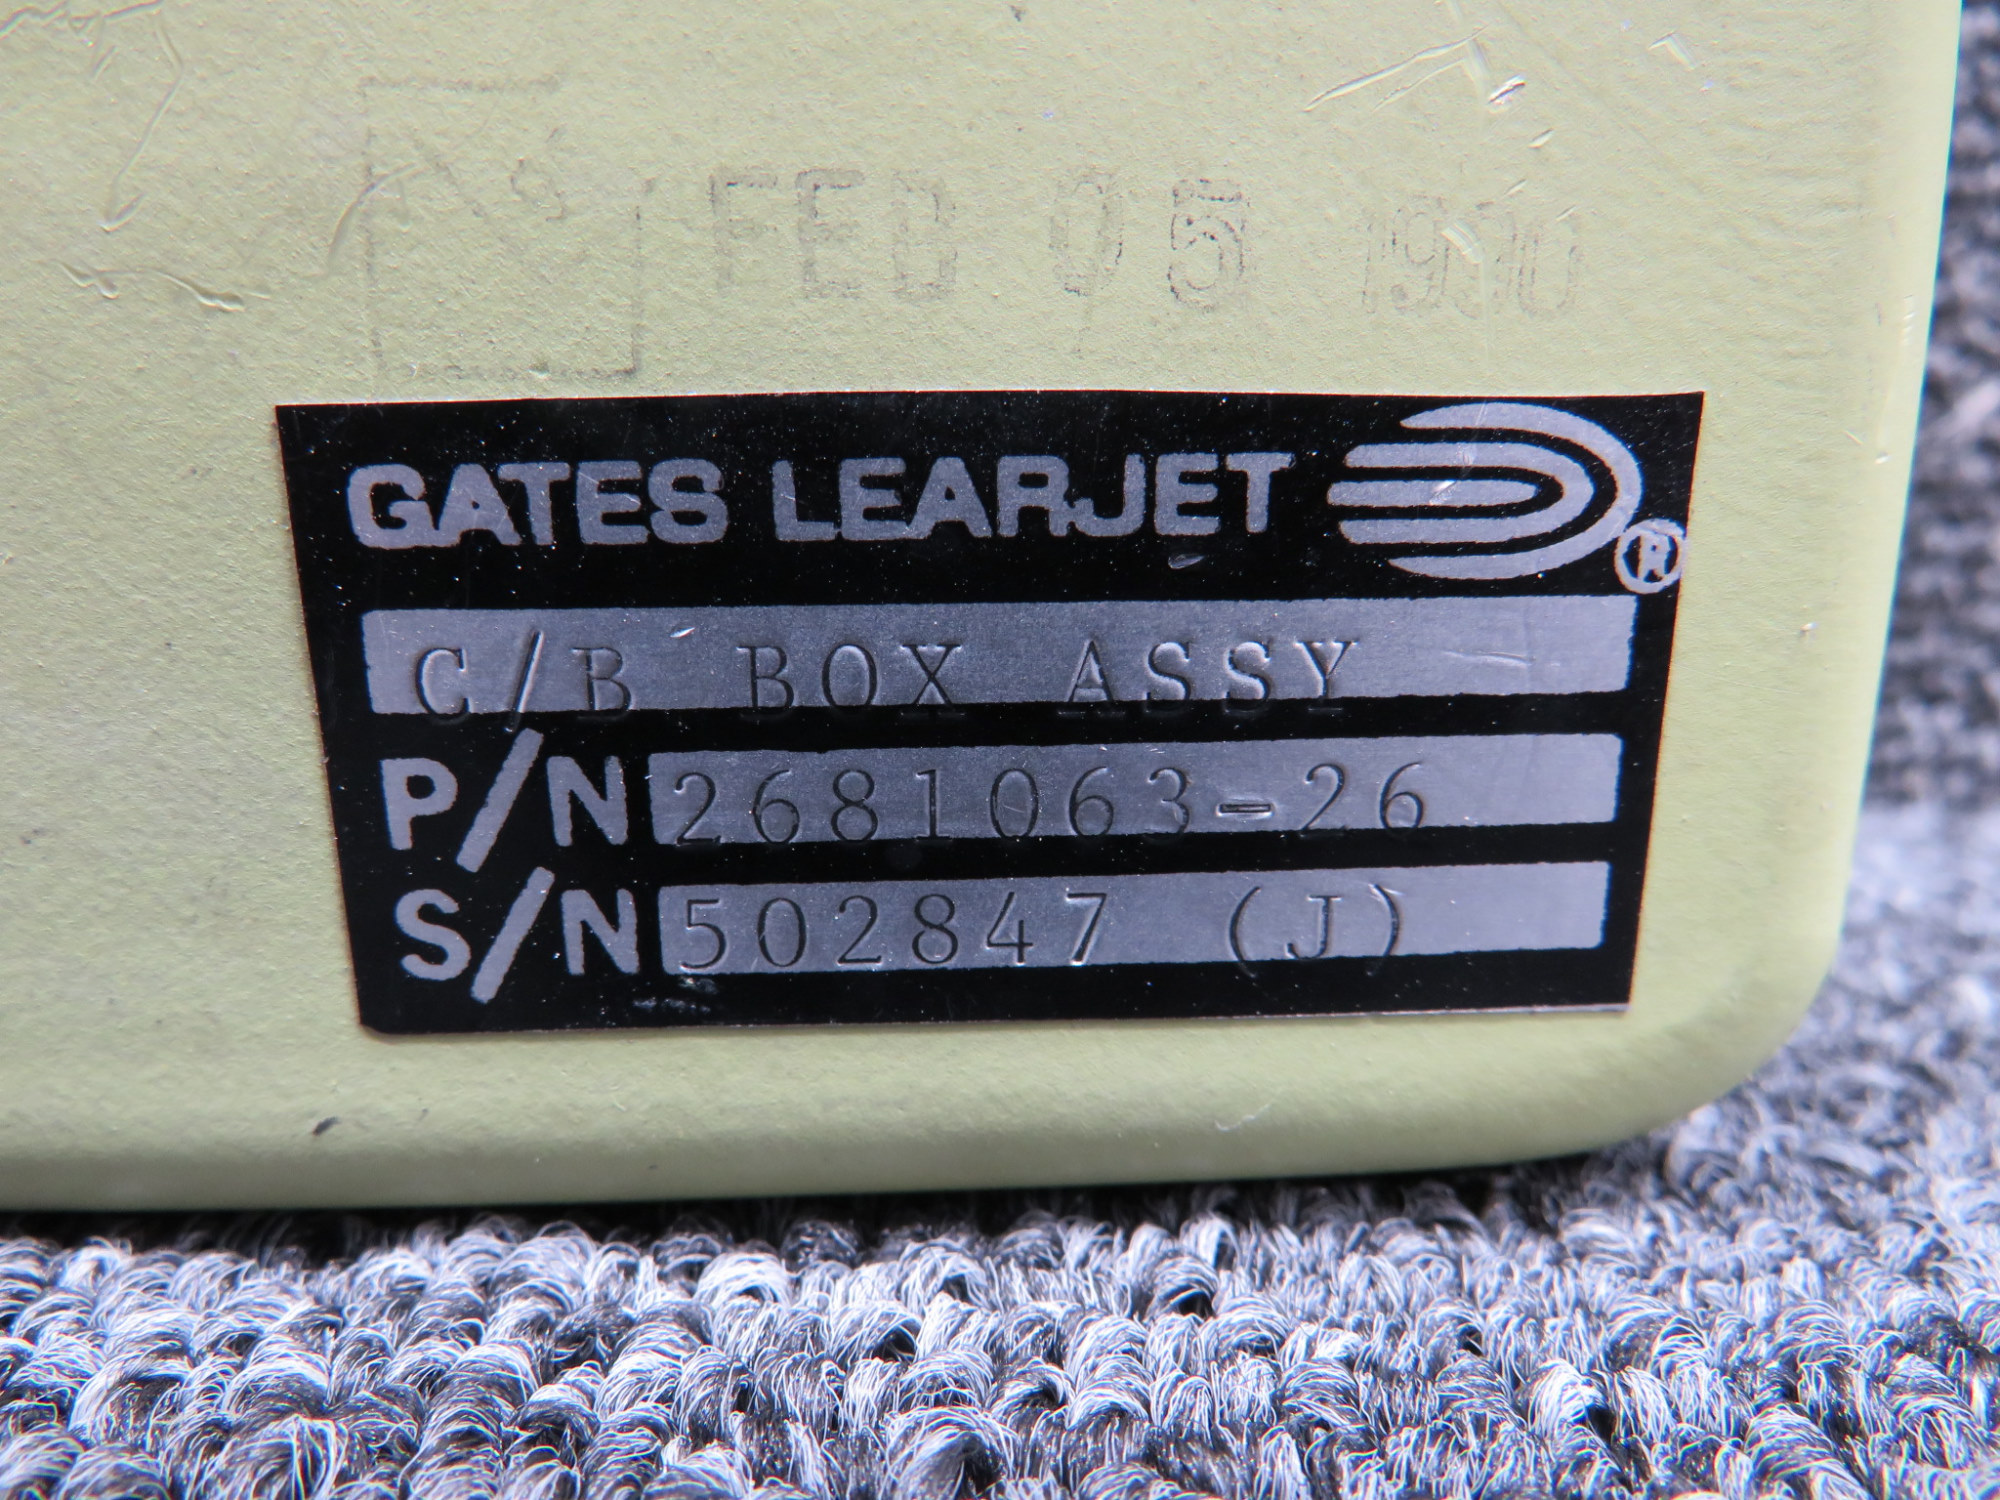 FEB 05 1990
GATES LEARJET ®
C/B BOX ASSY
P/N 2681063-26
S/N 502847 (J)